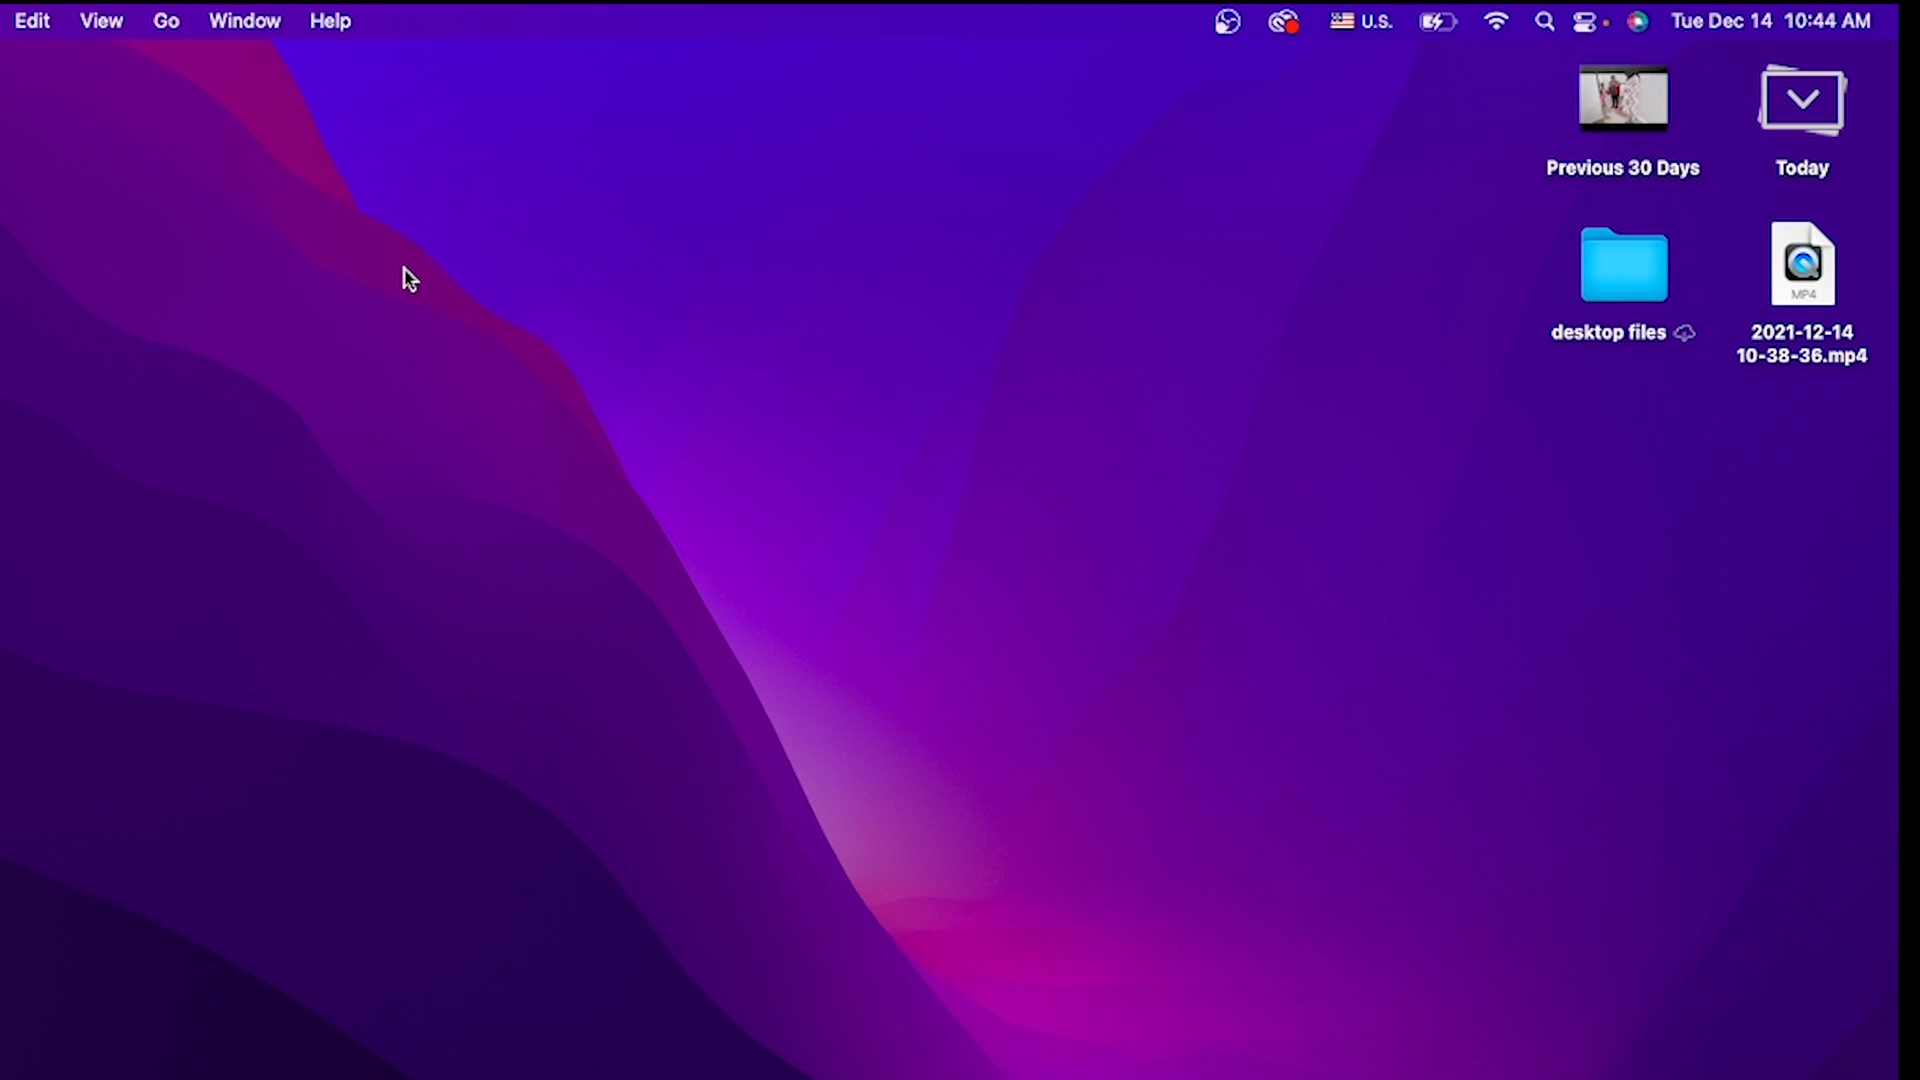 Edit View Go Window Help U.S. Tue Dec 14 10:44 AM
Previous 30 Days
Today
desktop files
MP4
2021-12-14
10-38-36.mp4